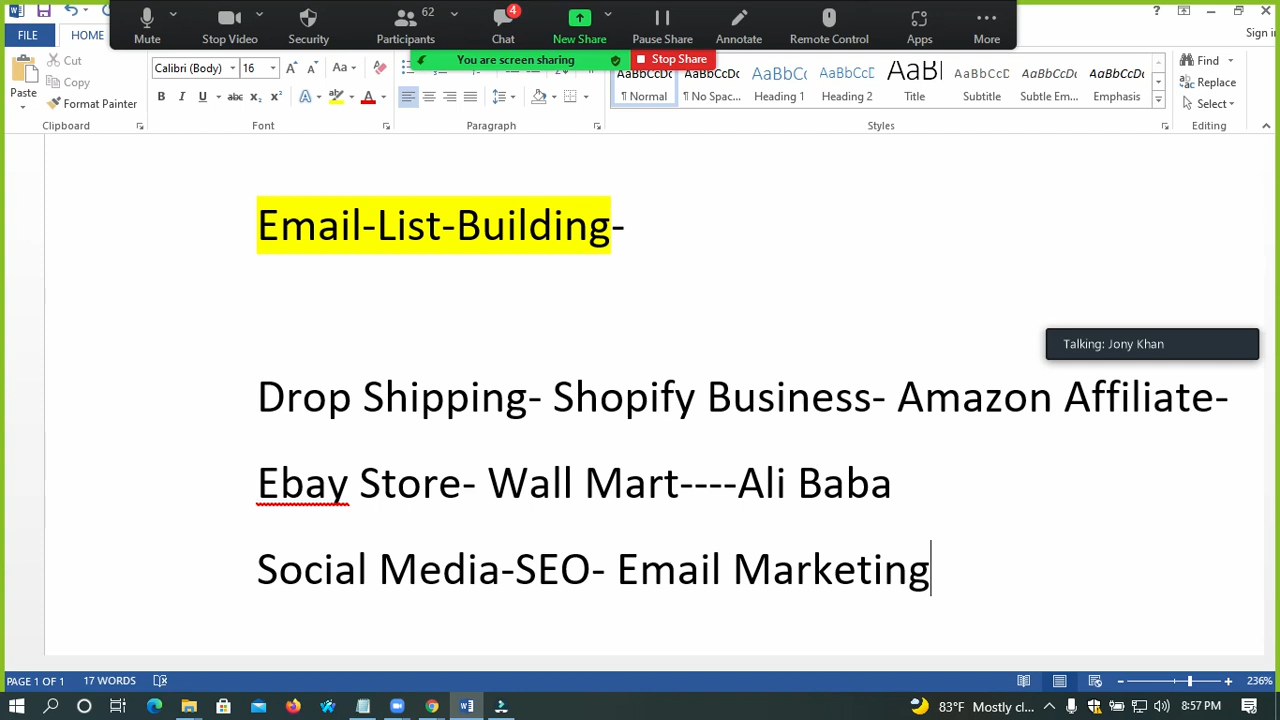 62
4
Mute
Stop Video
Security
Participants
Chat
New Share
Pause Share
Annotate
Remote Control
Apps
More
You are screen sharing
Stop Share
FILE
HOME
Sign in
Paste
Cut
Copy
Format Painter
Clipboard
Calibri (Body)
16
Aa
B I U abc x₂ x²
A
A
Font
Paragraph
AaBbCcDc
AaBbCcDc
AaBbCc
AaBbCcD
AaBl
AaBbCcD
AaBbCcDc
AaBbCcDc
¶ Normal
¶ No Spac...
Heading 1
Heading 2
Title
Subtitle
Subtle Em...
Emphasis
Styles
Find
Replace
Select
Editing
Email-List-Building-
Talking: Jony Khan
Drop Shipping- Shopify Business- Amazon Affiliate-
Ebay Store- Wall Mart----Ali Baba
Social Media-SEO- Email Marketing
PAGE 1 OF 1
17 WORDS
236%
83°F Mostly cl...
8:57 PM